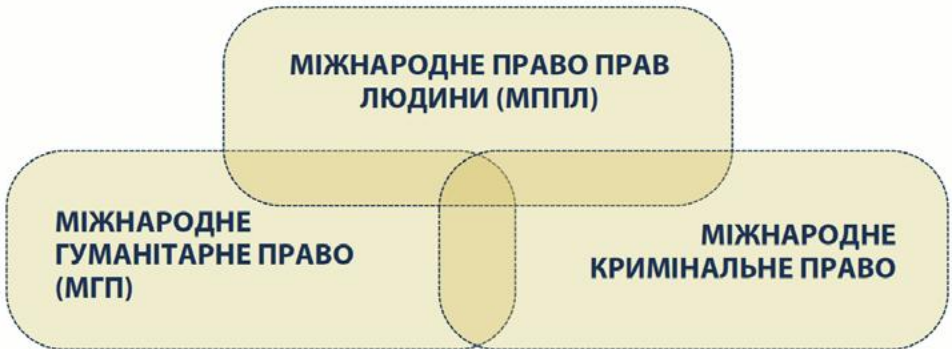 МІЖНАРОДНЕ ПРАВО ПРАВ
ЛЮДИНИ (МППЛ)
МІЖНАРОДНЕ
ГУМАНІТАРНЕ ПРАВО
(МГП)
МІЖНАРОДНЕ
КРИМІНАЛЬНЕ ПРАВО